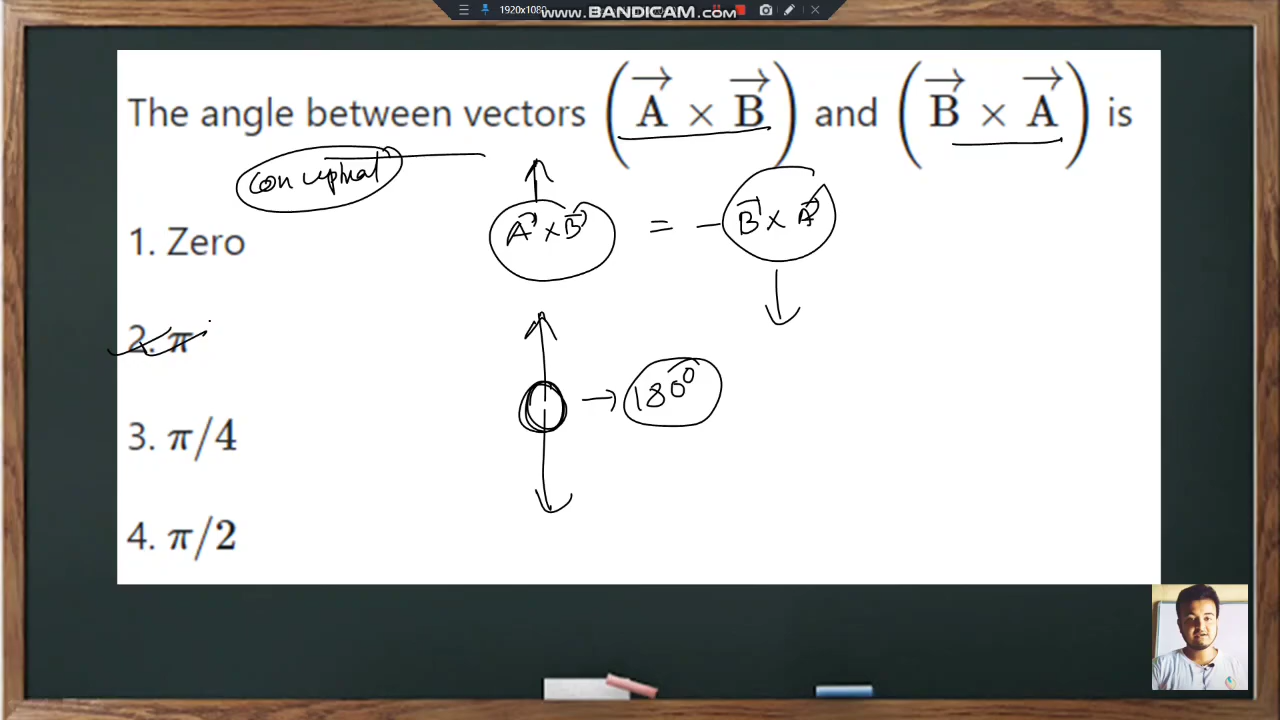 1920x1080 www.BANDICAM.com
The angle between vectors (A⃗ × B⃗) and (B⃗ × A⃗) is
conceptual
A⃗ × B⃗ = - B⃗ × A⃗
1. Zero
2. π
→ 180°
3. π/4
4. π/2